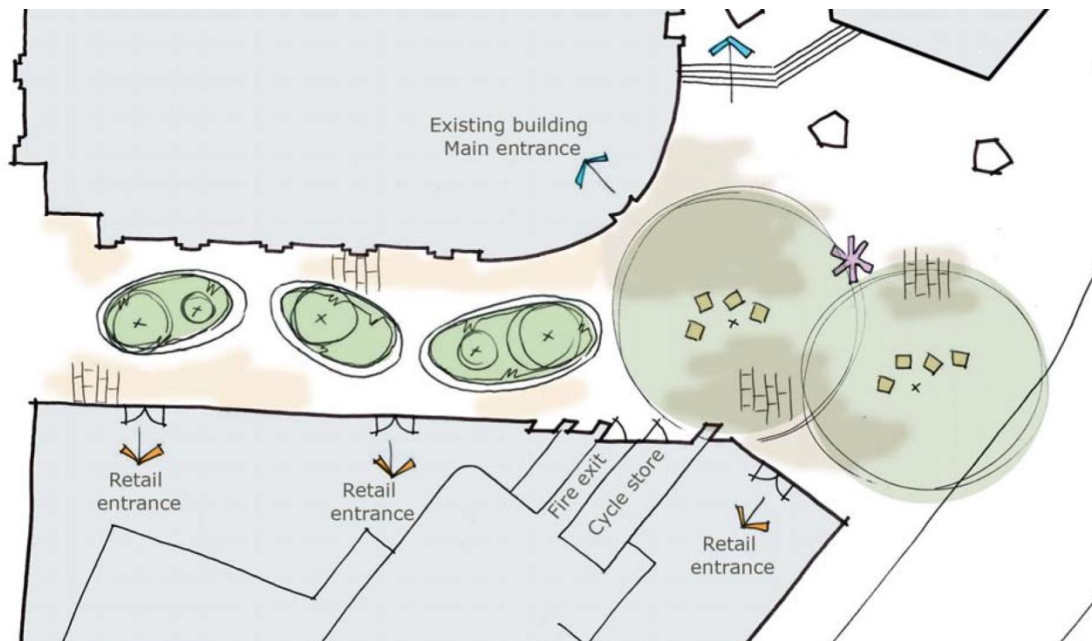 Existing building
Main entrance
Retail
entrance
Retail
entrance
Fire exit
Cycle store
Retail
entrance